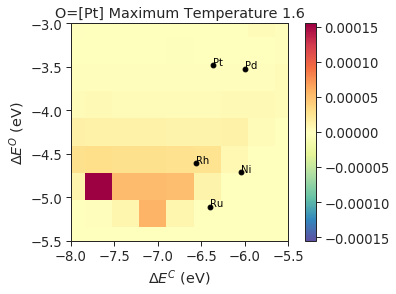 O=[Pt] Maximum Temperature 1.6
ΔE^O (eV)
−3.0
−3.5
−4.0
−4.5
−5.0
−5.5
Pt
Pd
Rh
Ni
Ru
−8.0 −7.5 −7.0 −6.5 −6.0 −5.5
ΔE^C (eV)
0.00015
0.00010
0.00005
0.00000
−0.00005
−0.00010
−0.00015